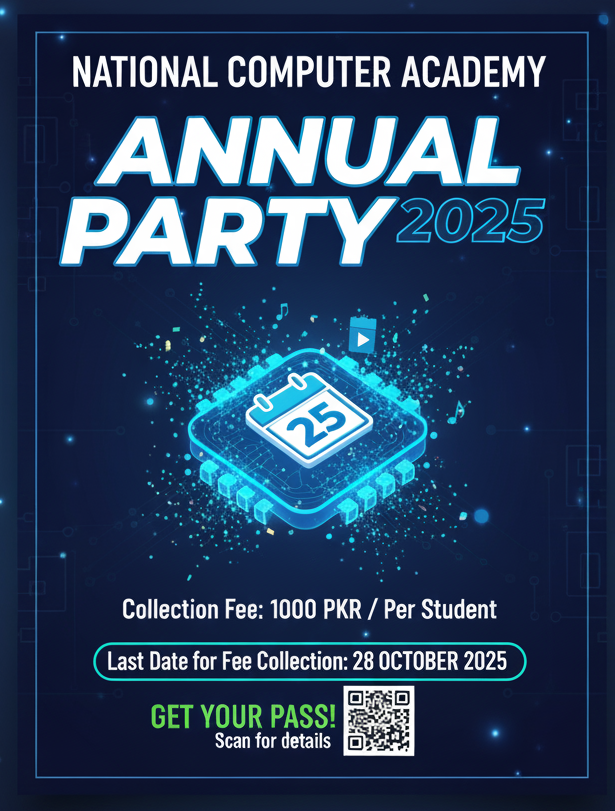 NATIONAL COMPUTER ACADEMY
ANNUAL
PARTY 2025
25
Collection Fee: 1000 PKR / Per Student
Last Date for Fee Collection: 28 OCTOBER 2025
GET YOUR PASS!
Scan for details